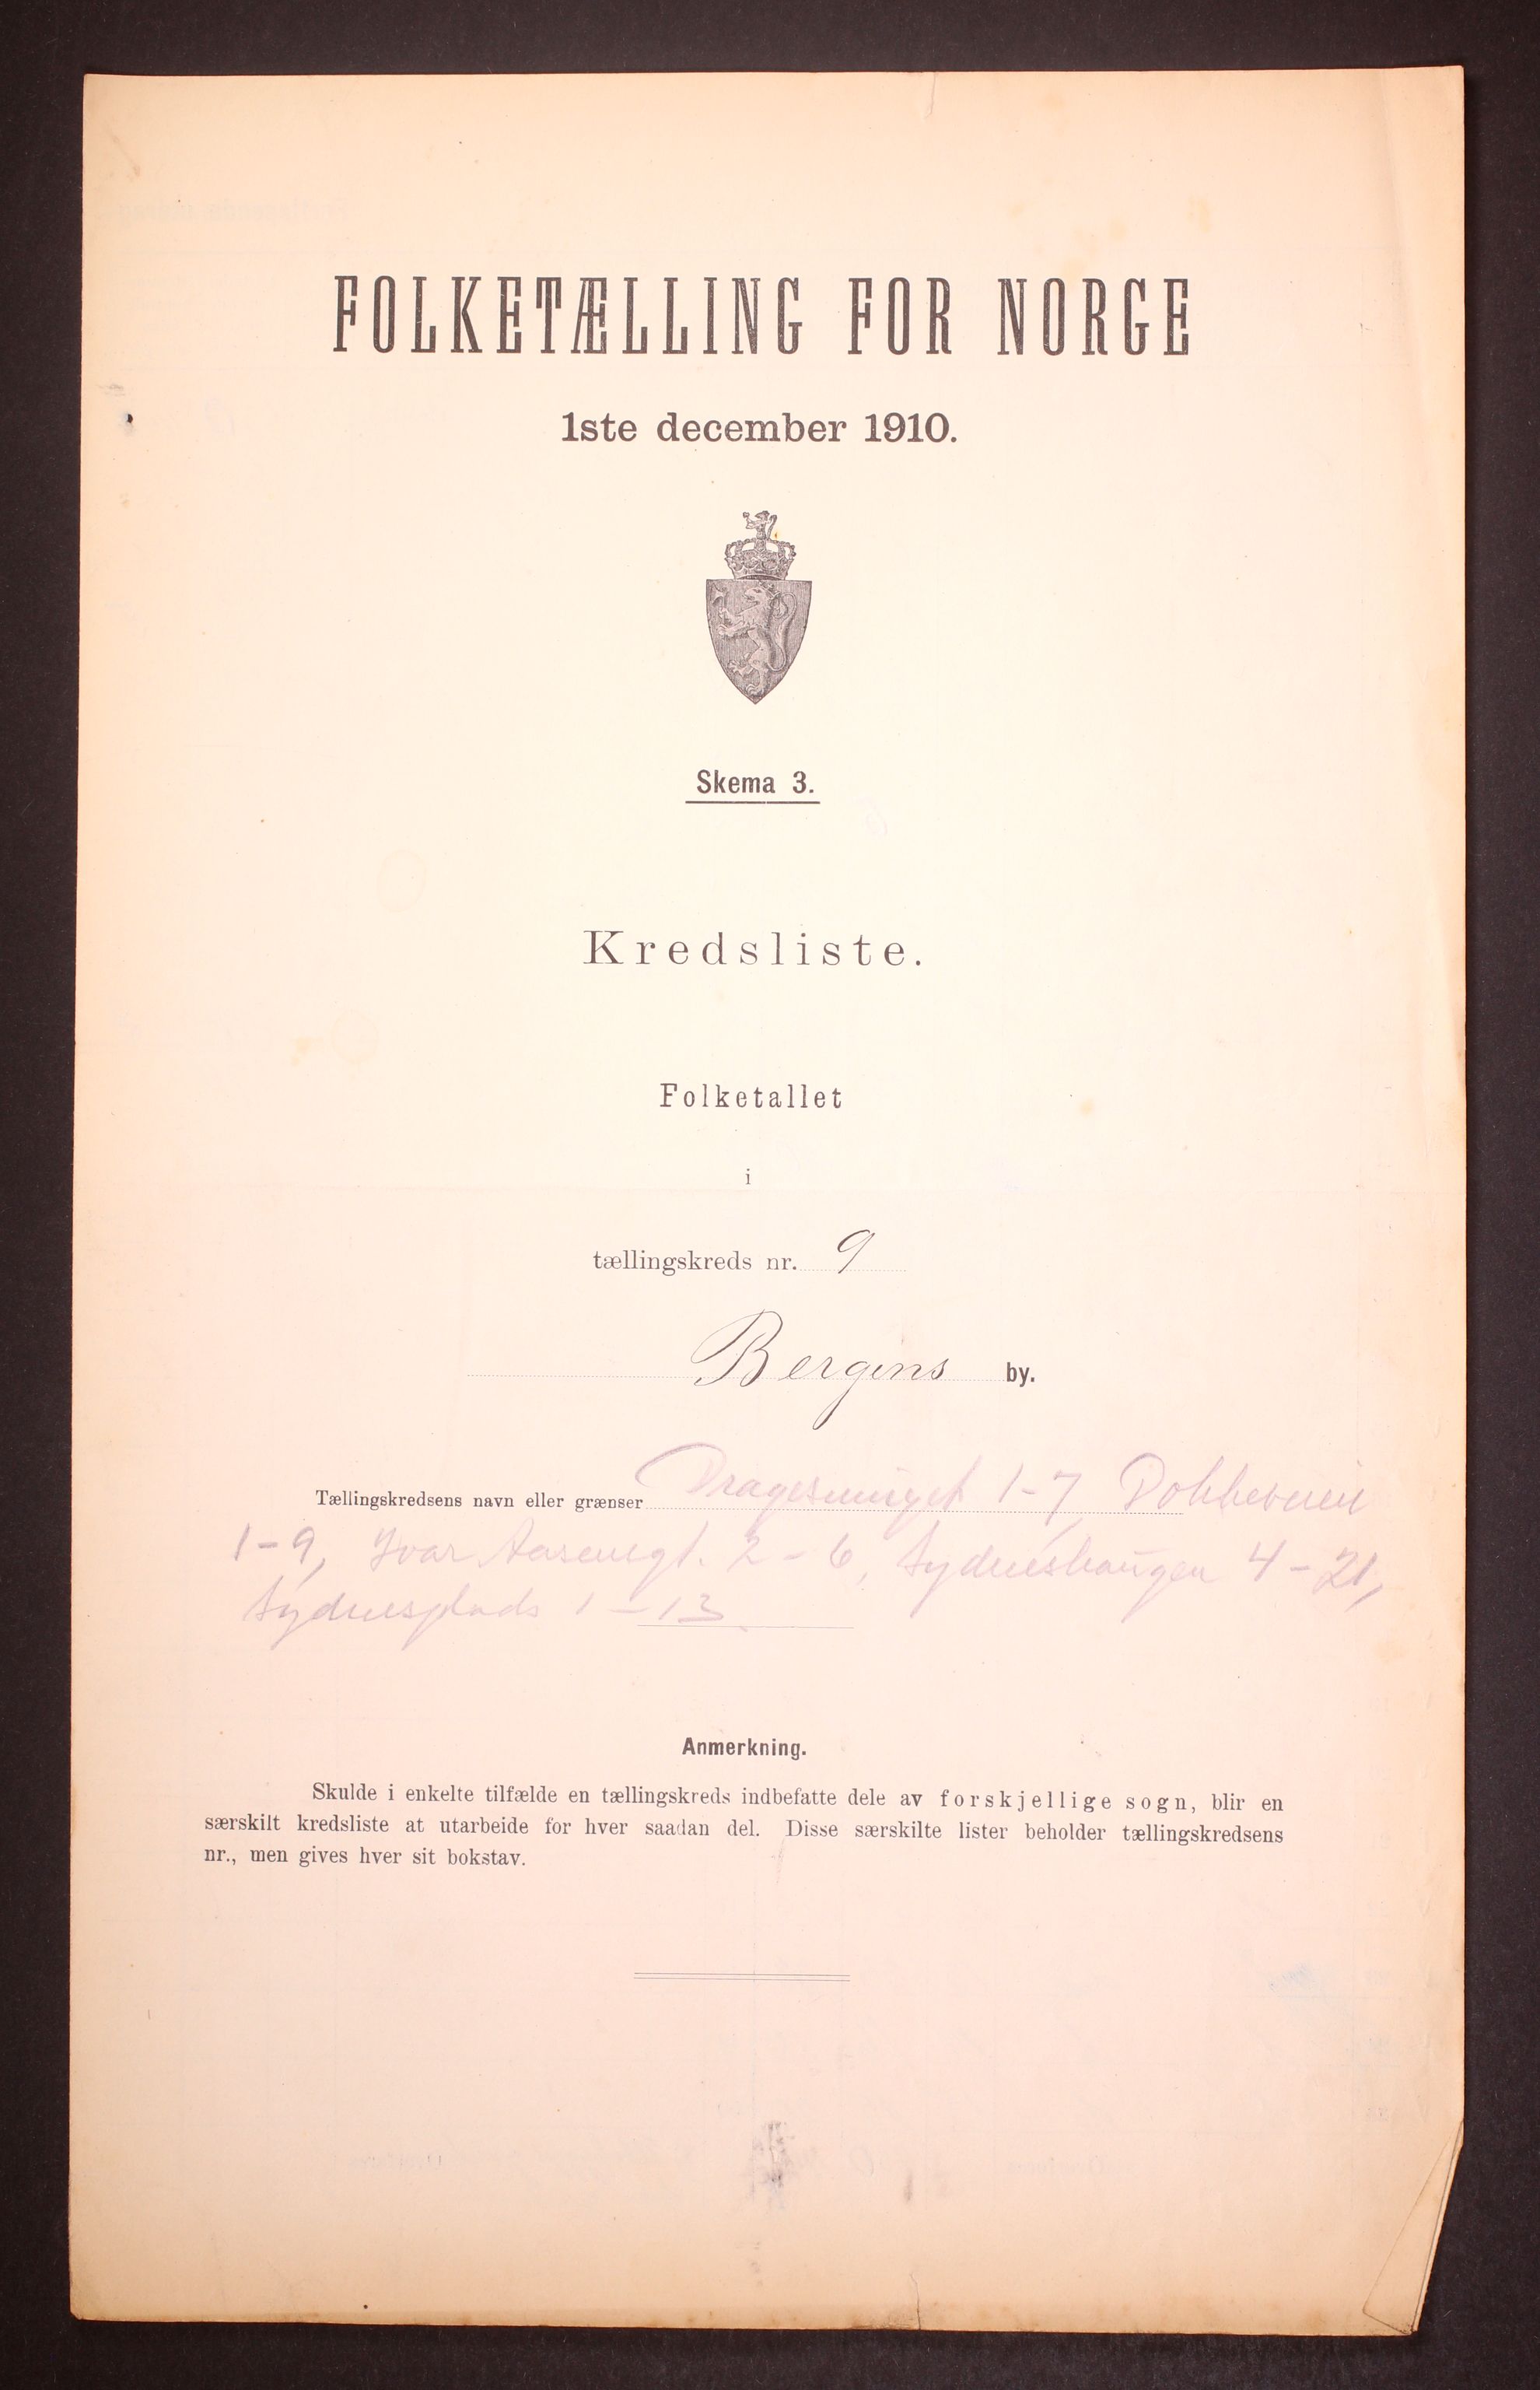 FOLKETÆLLING FOR NORGE
1ste december 1910.
Skema 3.
Kredsliste.
Folketallet
i
tællingskreds nr. 9
Bergens by.
Tællingskredsens navn eller grænser Dragesmuget 1-7, Dokkeveien
1-9, Ivar Aasensgt. 2-6, Sydneshaugen 4-21,
Sydnesplads 1-13
Anmerkning.
Skulde i enkelte tilfælde en tællingskreds indbefatte dele av forskjellige sogn, blir en
særskilt kredsliste at utarbeide for hver saadan del. Disse særskilte lister beholder tællingskredsens
nr., men gives hver sit bokstav.